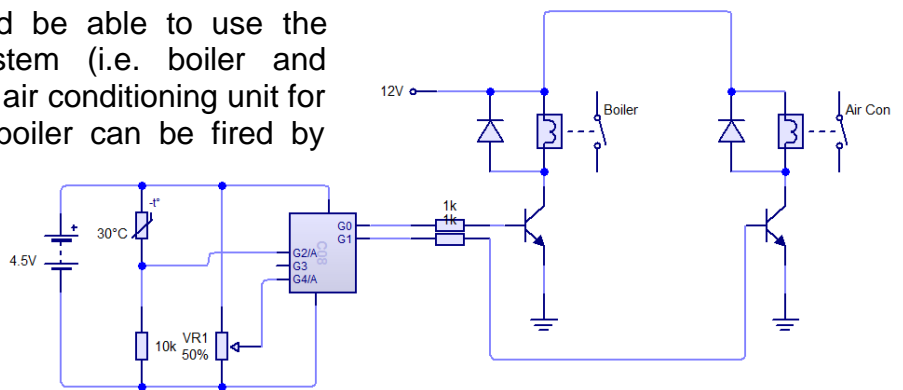 d be able to use the
stem (i.e. boiler and
air conditioning unit for
boiler can be fired by
12V
Boiler
Air Con
-t°
30°C
4.5V
10k
VR1
50%
G2/A
G3
G4/A
G0
G1
C08
1k
1k